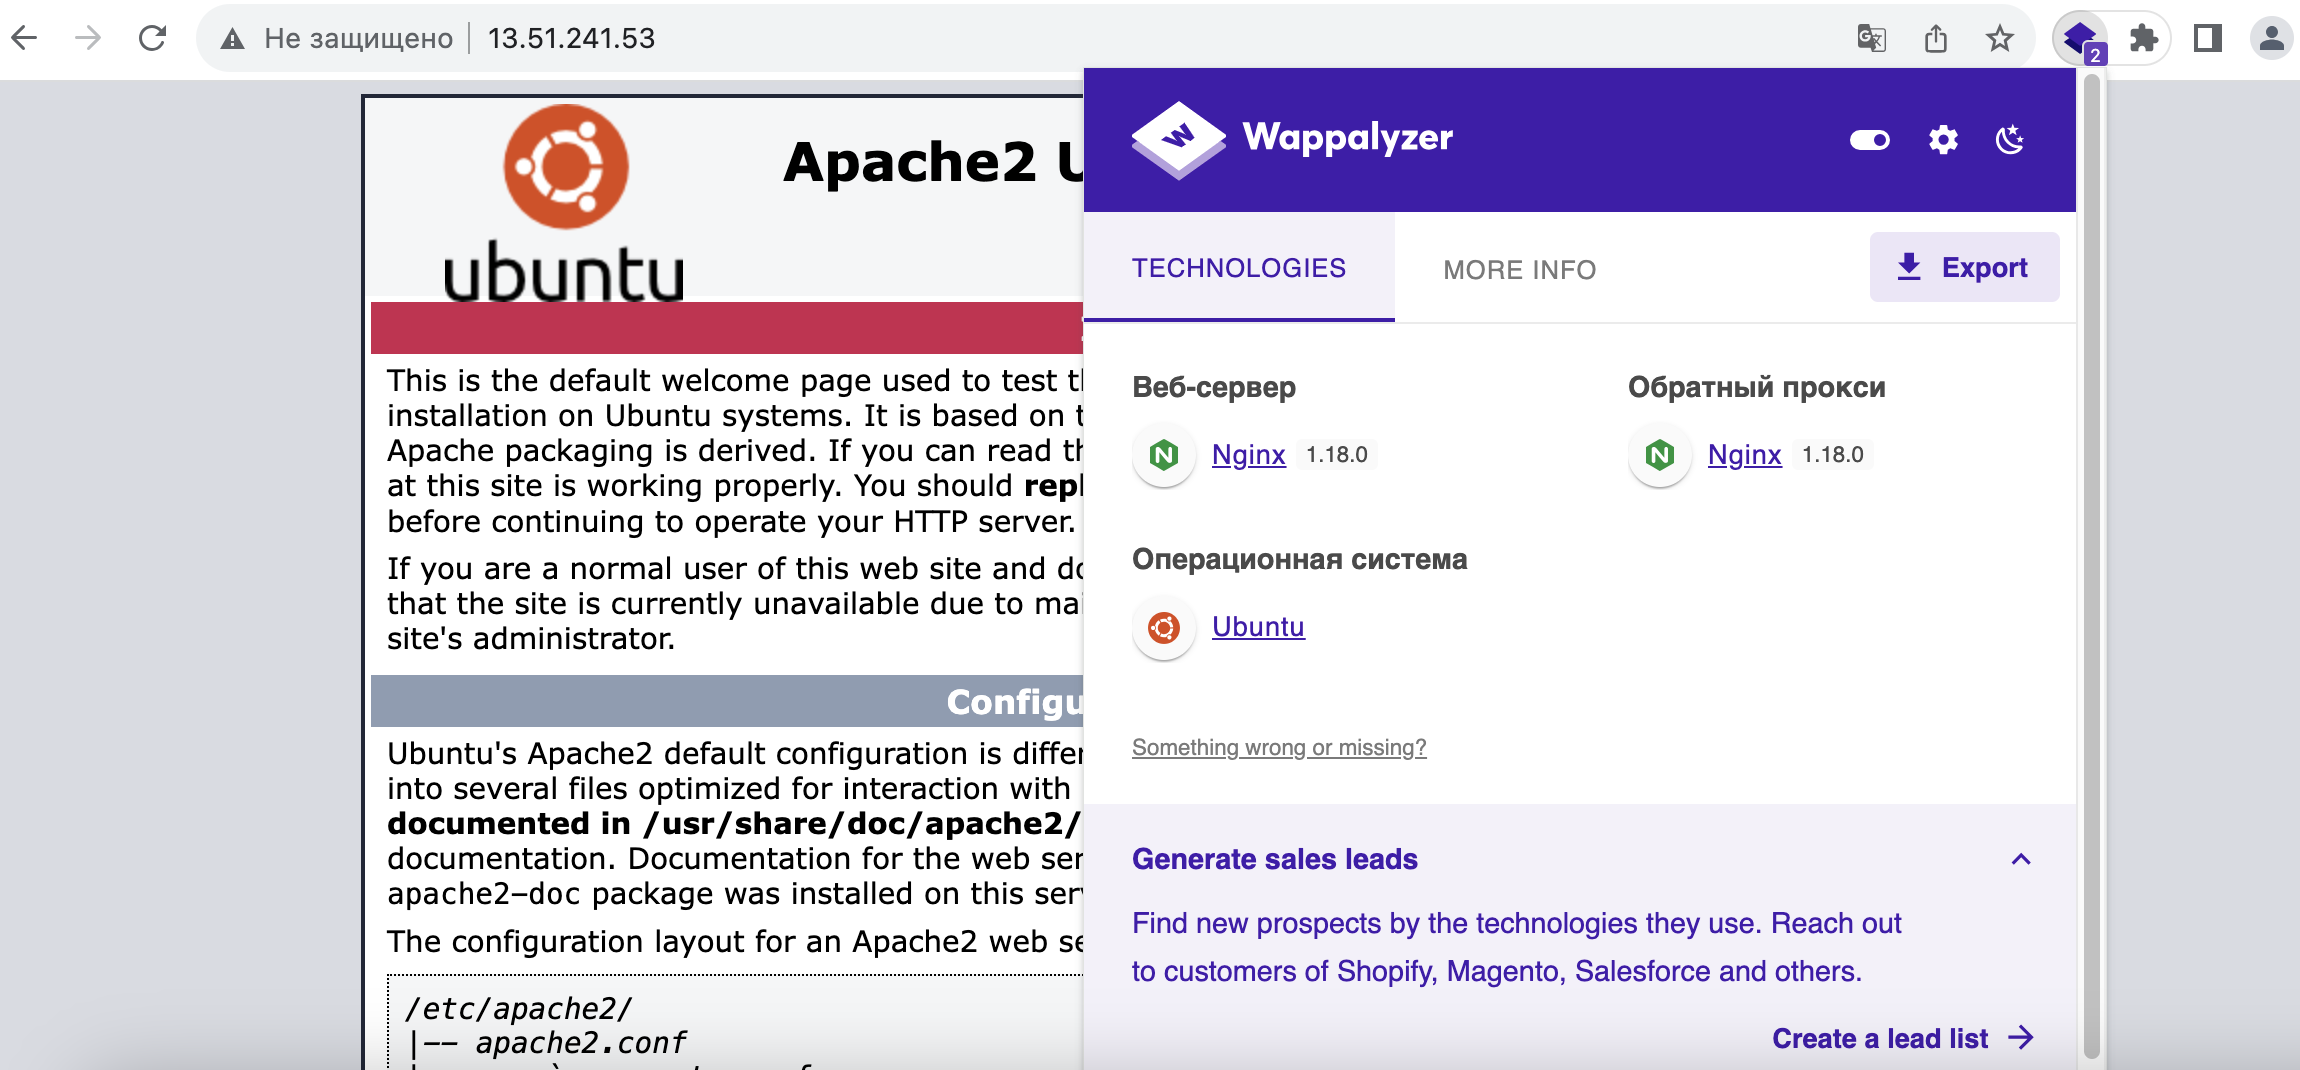 Не защищено
13.51.241.53
2
ubuntu
Apache2 U
This is the default welcome page used to test
installation on Ubuntu systems. It is based on
Apache packaging is derived. If you can read
at this site is working properly. You should repl
before continuing to operate your HTTP server.
If you are a normal user of this web site and
that the site is currently unavailable due to mai
site's administrator.
Configu
Ubuntu's Apache2 default configuration is differ
into several files optimized for interaction with
documented in /usr/share/doc/apache2/
documentation. Documentation for the web ser
apache2-doc package was installed on this ser
The configuration layout for an Apache2 web se
/etc/apache2/
|-- apache2.conf
Wappalyzer
TECHNOLOGIES
MORE INFO
Export
Веб-сервер
Nginx 1.18.0
Обратный прокси
Nginx 1.18.0
Операционная система
Ubuntu
Something wrong or missing?
Generate sales leads
Find new prospects by the technologies they use. Reach out
to customers of Shopify, Magento, Salesforce and others.
Create a lead list